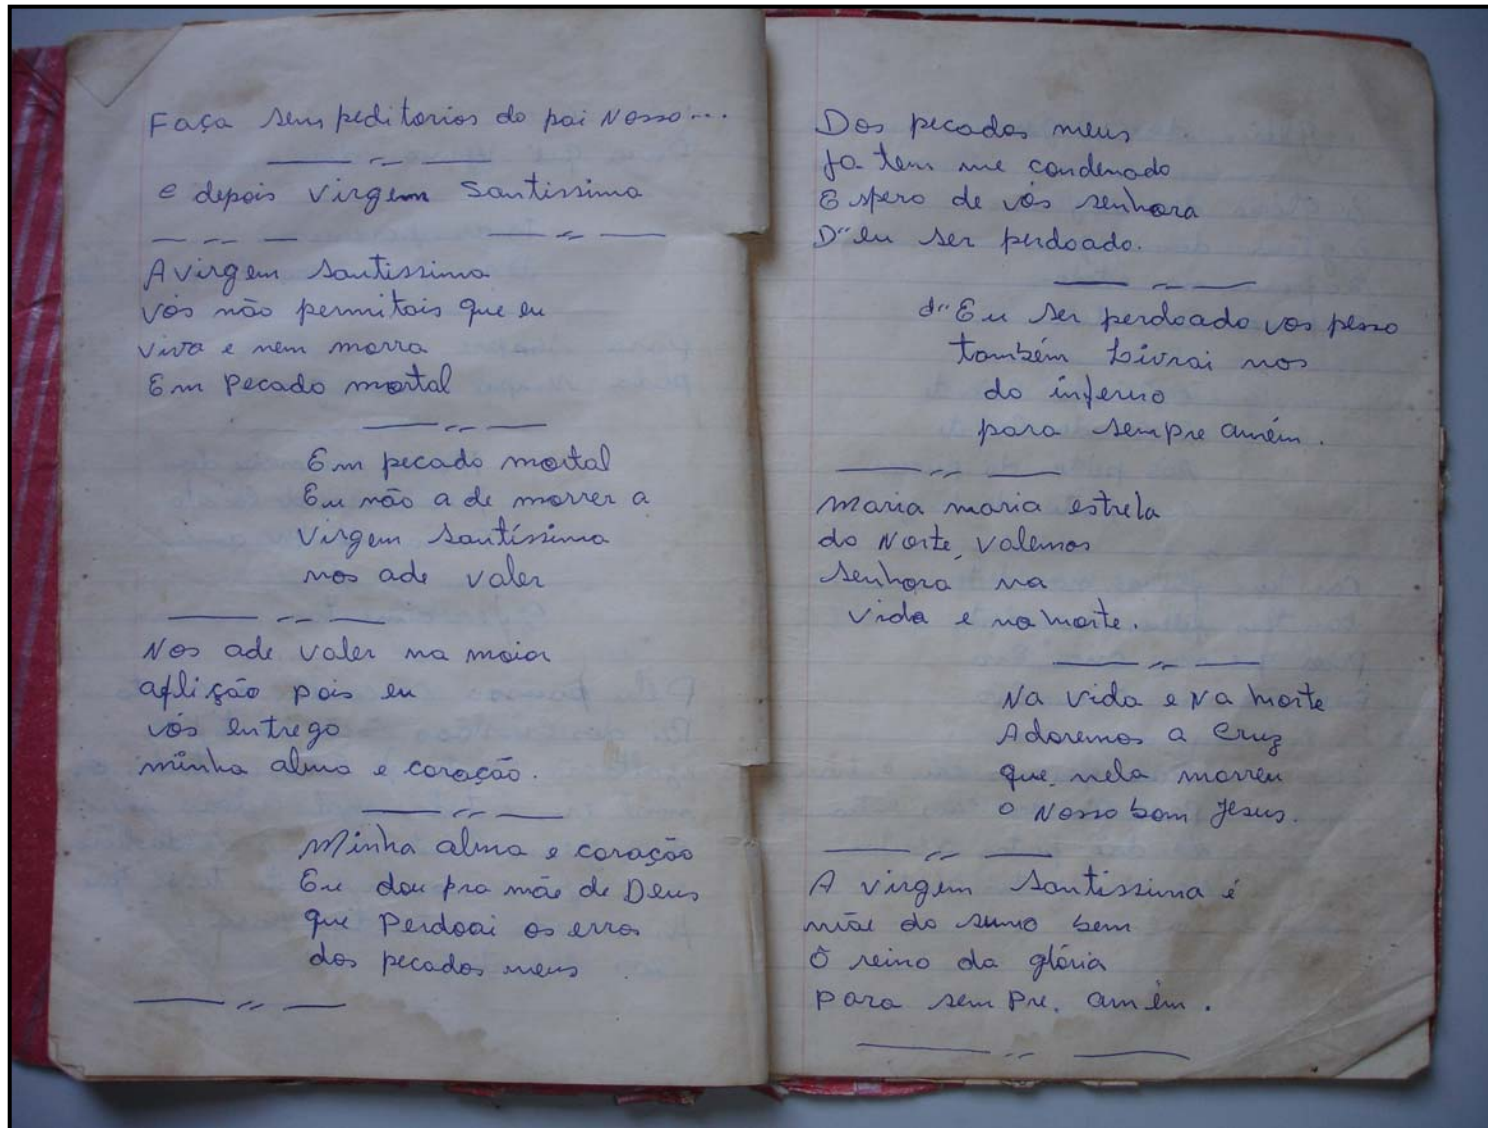 Faça seus peditorios do pai Nosso...
e depois Virgem Santissima
A virgem Santissima
vós não permitais que eu
viva e nem morra
Em Pecado mortal
Em pecado mortal
Eu não a de morrer a
Virgem Santíssima
nos ade valer
Nos ade valer na maior
aflição pois eu
vós entrego
minha alma e coração.
Minha alma e coração
Eu dou pra mãe de Deus
que Perdoai os erros
dos pecados meus
Dos pecados meus
Ja tem me condenado
Espero de vós senhora
D"eu ser perdoado.
d"Eu ser perdoado vos pesso
também Livrai nos
do inferno
para sempre amém.
Maria maria estrela
do Norte, valemos
Senhora na
vida e na morte.
Na vida e Na morte
Adoremos a Cruz
que nela morreu
o Nosso bom Jesus.
A virgem Santissima é
mãe do sumo bem
Ô reino da glória
para sem Pre. amém.